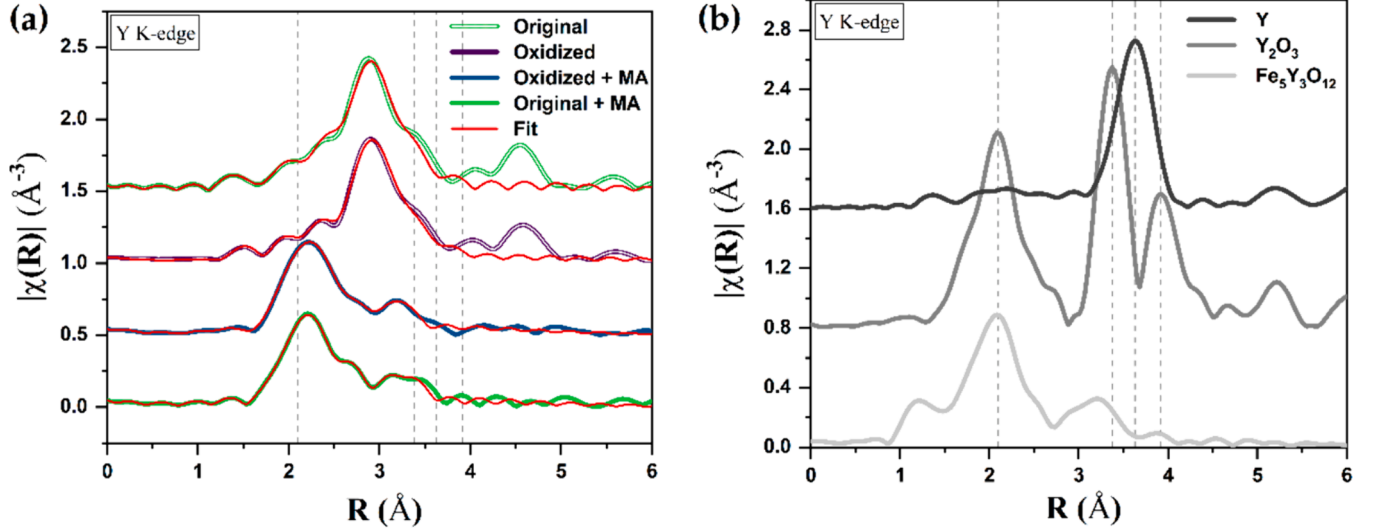 (a)
Y K-edge
Original
Oxidized
Oxidized + MA
Original + MA
Fit
2.5
2.0
1.5
1.0
0.5
0.0
|χ(R)| (Å⁻³)
0 1 2 3 4 5 6
R (Å)
(b)
Y K-edge
Y
Y₂O₃
Fe₅Y₃O₁₂
2.8
2.4
2.0
1.6
1.2
0.8
0.4
0.0
|χ(R)| (Å⁻³)
0 1 2 3 4 5 6
R (Å)